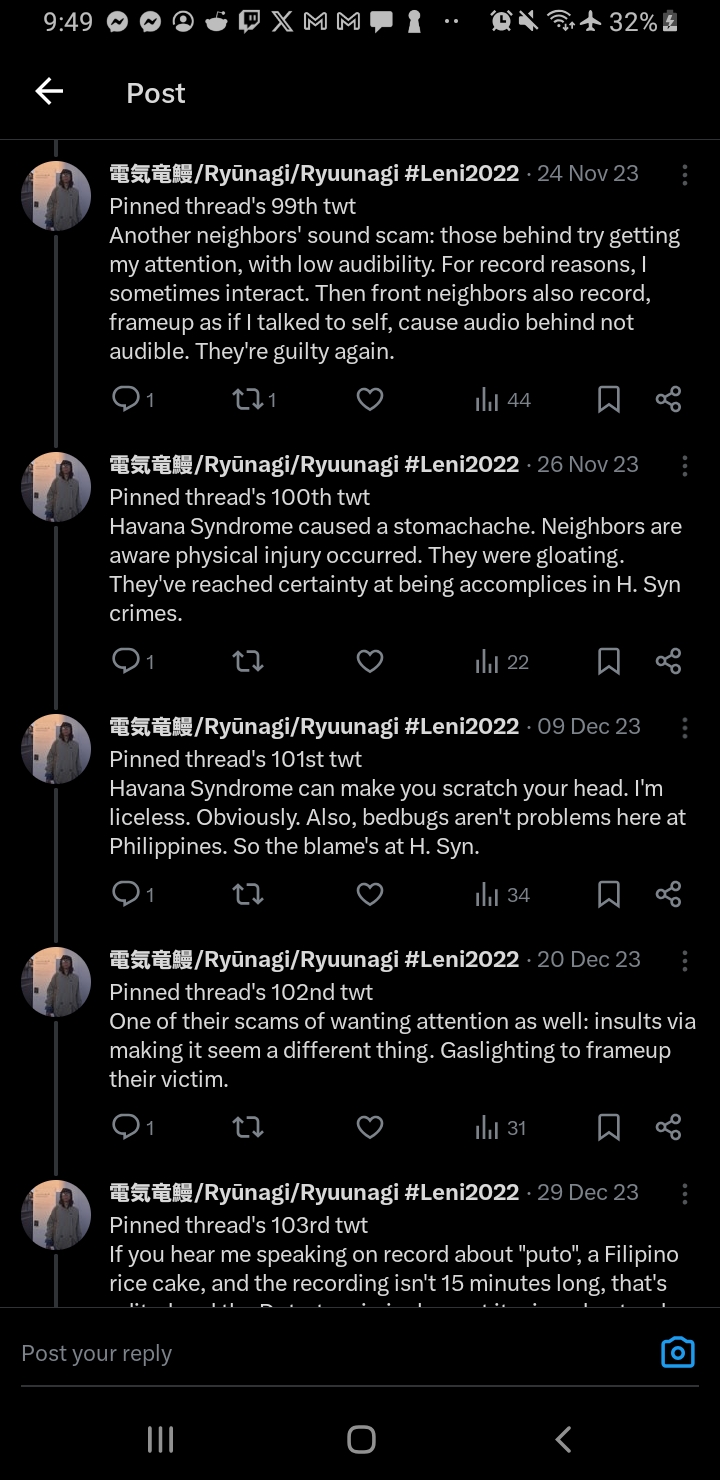 9:49 32%
Post
電気竜鰻/Ryūnagi/Ryuunagi #Leni2022 · 24 Nov 23
Pinned thread's 99th twt
Another neighbors' sound scam: those behind try getting
my attention, with low audibility. For record reasons, I
sometimes interact. Then front neighbors also record,
frameup as if I talked to self, cause audio behind not
audible. They're guilty again.
1 1 44
電気竜鰻/Ryūnagi/Ryuunagi #Leni2022 · 26 Nov 23
Pinned thread's 100th twt
Havana Syndrome caused a stomachache. Neighbors are
aware physical injury occurred. They were gloating.
They've reached certainty at being accomplices in H. Syn
crimes.
1 22
電気竜鰻/Ryūnagi/Ryuunagi #Leni2022 · 09 Dec 23
Pinned thread's 101st twt
Havana Syndrome can make you scratch your head. I'm
liceless. Obviously. Also, bedbugs aren't problems here at
Philippines. So the blame's at H. Syn.
1 34
電気竜鰻/Ryūnagi/Ryuunagi #Leni2022 · 20 Dec 23
Pinned thread's 102nd twt
One of their scams of wanting attention as well: insults via
making it seem a different thing. Gaslighting to frameup
their victim.
1 31
電気竜鰻/Ryūnagi/Ryuunagi #Leni2022 · 29 Dec 23
Pinned thread's 103rd twt
If you hear me speaking on record about "puto", a Filipino
rice cake, and the recording isn't 15 minutes long, that's
Post your reply